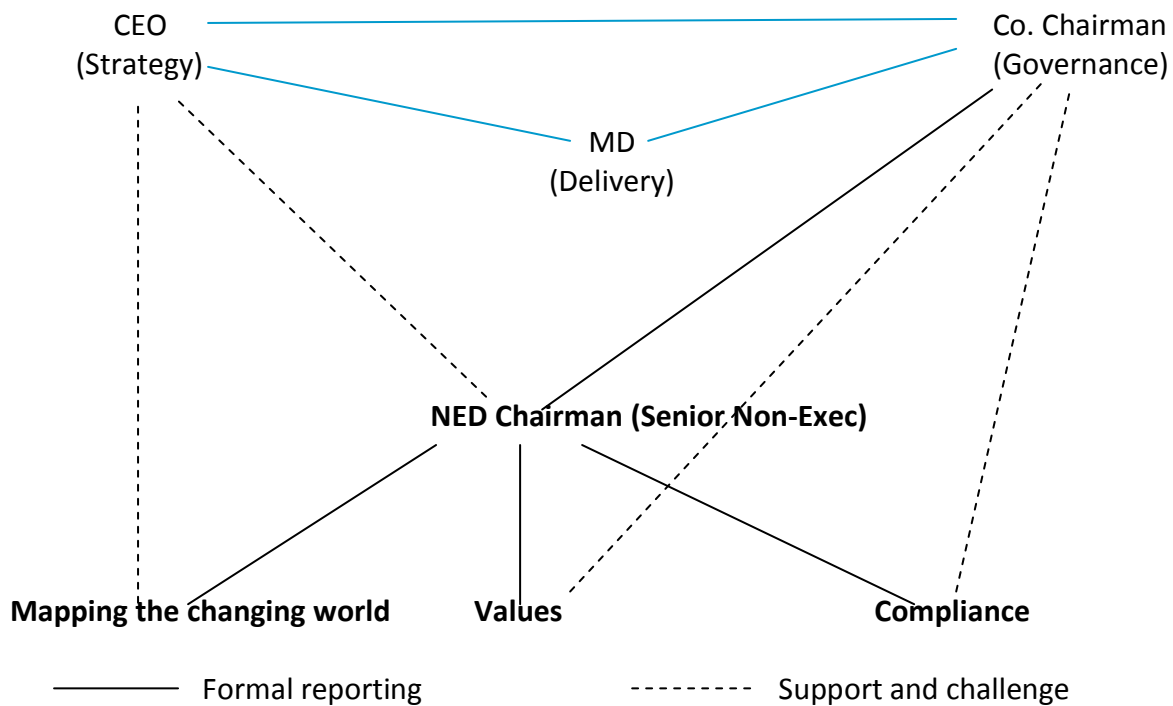 CEO
(Strategy)
Co. Chairman
(Governance)
MD
(Delivery)
NED Chairman (Senior Non-Exec)
Mapping the changing world
Values
Compliance
Formal reporting
Support and challenge